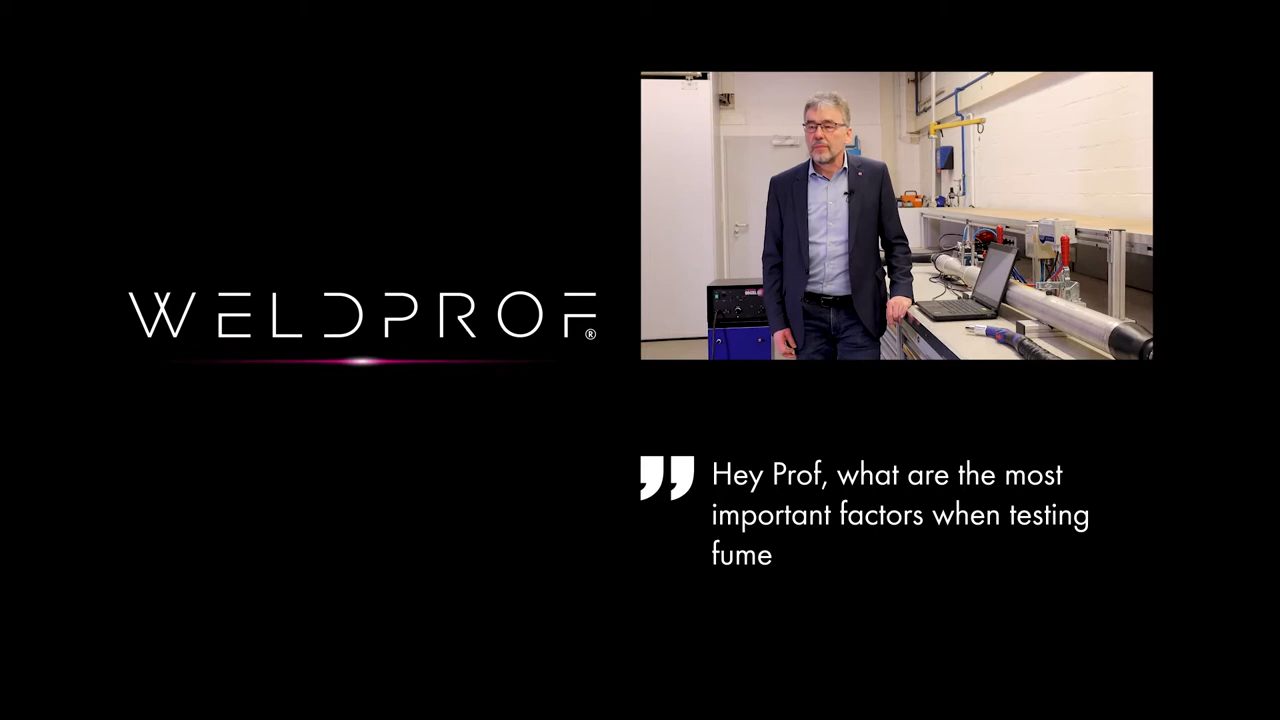 WELDPROF®
Hey Prof, what are the most
important factors when testing
fume